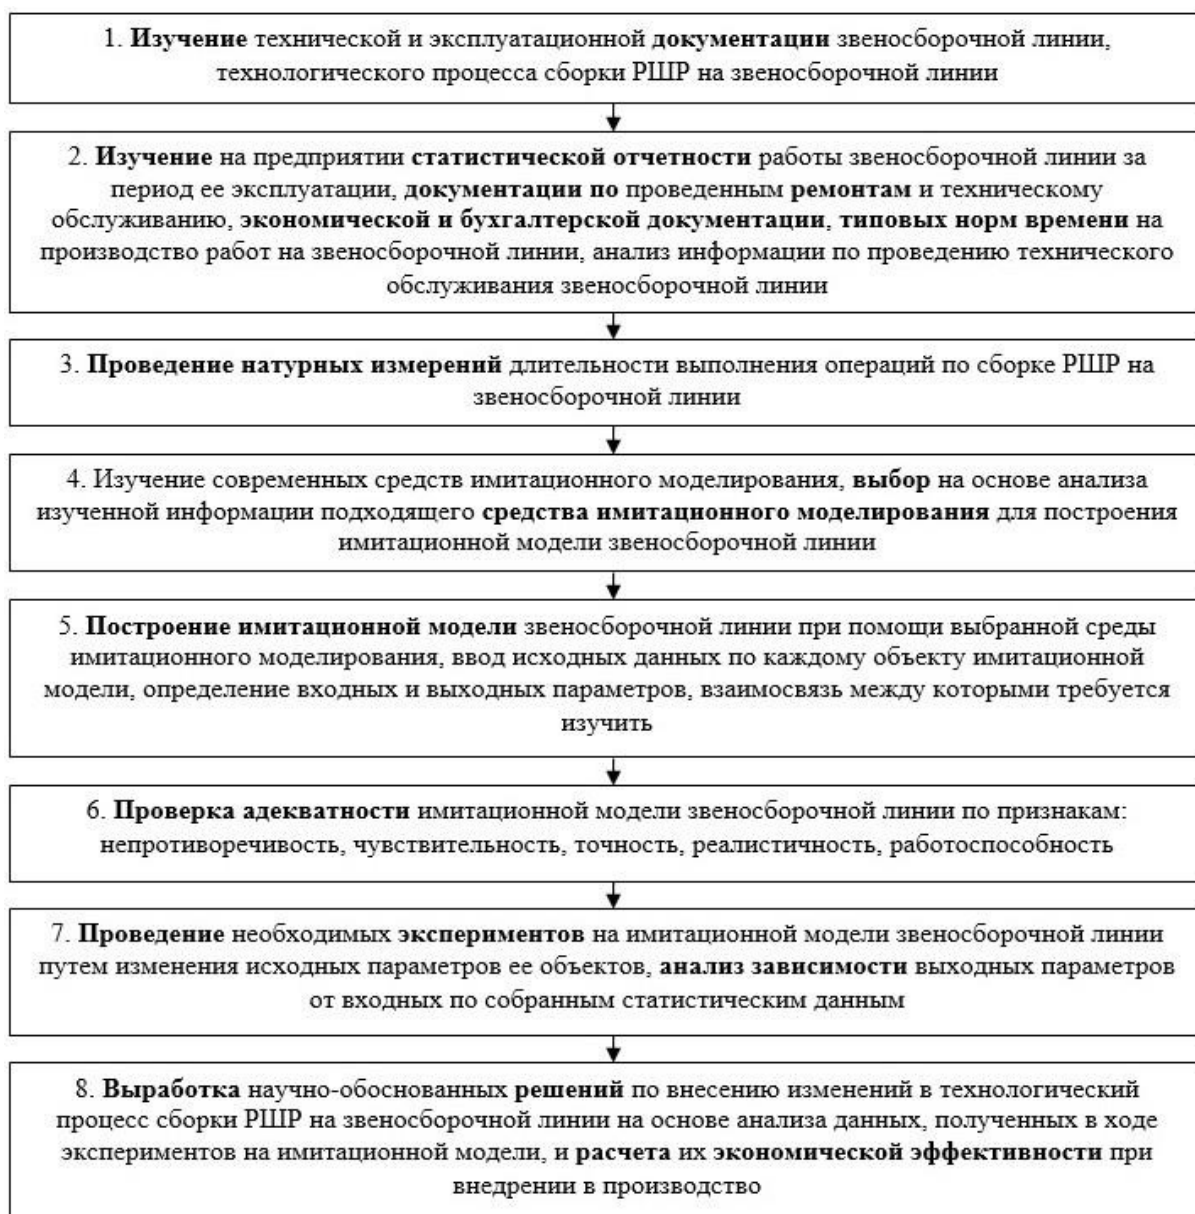 1. Изучение технической и эксплуатационной документации звеносборочной линии,
технологического процесса сборки РШР на звеносборочной линии
2. Изучение на предприятии статистической отчетности работы звеносборочной линии за
период ее эксплуатации, документации по проведенным ремонтам и техническому
обслуживанию, экономической и бухгалтерской документации, типовых норм времени на
производство работ на звеносборочной линии, анализ информации по проведению технического
обслуживания звеносборочной линии
3. Проведение натурных измерений длительности выполнения операций по сборке РШР на
звеносборочной линии
4. Изучение современных средств имитационного моделирования, выбор на основе анализа
изученной информации подходящего средства имитационного моделирования для построения
имитационной модели звеносборочной линии
5. Построение имитационной модели звеносборочной линии при помощи выбранной среды
имитационного моделирования, ввод исходных данных по каждому объекту имитационной
модели, определение входных и выходных параметров, взаимосвязь между которыми требуется
изучить
6. Проверка адекватности имитационной модели звеносборочной линии по признакам:
непротиворечивость, чувствительность, точность, реалистичность, работоспособность
7. Проведение необходимых экспериментов на имитационной модели звеносборочной линии
путем изменения исходных параметров ее объектов, анализ зависимости выходных параметров
от входных по собранным статистическим данным
8. Выработка научно-обоснованных решений по внесению изменений в технологический
процесс сборки РШР на звеносборочной линии на основе анализа данных, полученных в ходе
экспериментов на имитационной модели, и расчета их экономической эффективности при
внедрении в производство